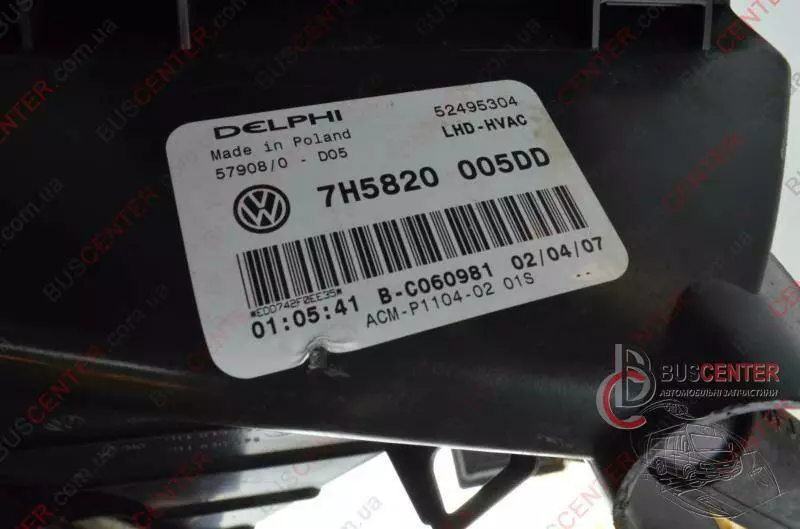 DELPHI 52495304
Made in Poland LHD-HVAC
57908/0 - D05
7H5820 005DD
*EDD742F0EE35*
01:05:41 B-C060981 02/04/07
ACM-P1104-02 01S --
BUSCENTER
АВТОМОБІЛЬНІ ЗАПЧАСТИНИ
BUSCENTER.com.ua